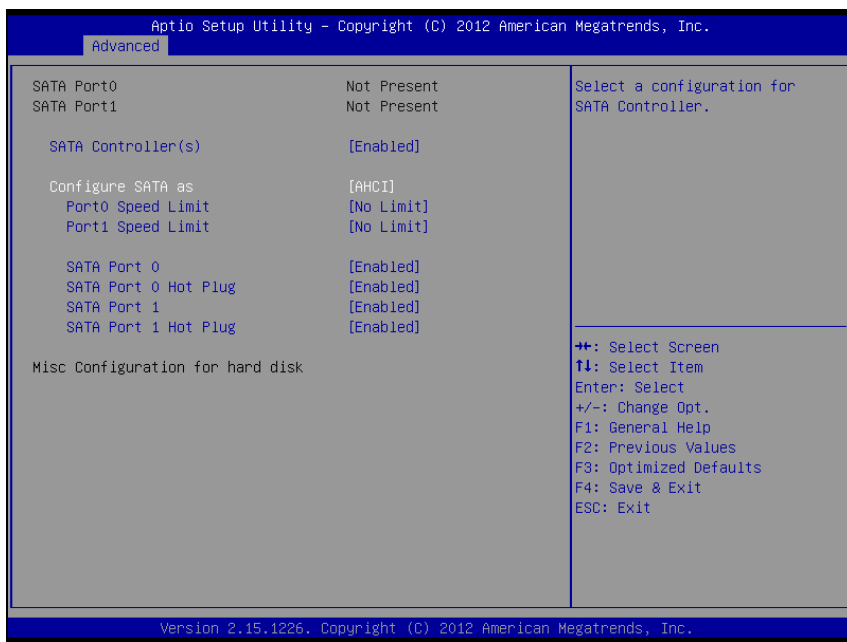 Aptio Setup Utility – Copyright (C) 2012 American Megatrends, Inc.
Advanced
SATA Port0 Not Present
SATA Port1 Not Present
SATA Controller(s) [Enabled]
Configure SATA as [AHCI]
Port0 Speed Limit [No Limit]
Port1 Speed Limit [No Limit]
SATA Port 0 [Enabled]
SATA Port 0 Hot Plug [Enabled]
SATA Port 1 [Enabled]
SATA Port 1 Hot Plug [Enabled]
Misc Configuration for hard disk
Select a configuration for
SATA Controller.
→←: Select Screen
↑↓: Select Item
Enter: Select
+/-: Change Opt.
F1: General Help
F2: Previous Values
F3: Optimized Defaults
F4: Save & Exit
ESC: Exit
Version 2.15.1226. Copyright (C) 2012 American Megatrends, Inc.